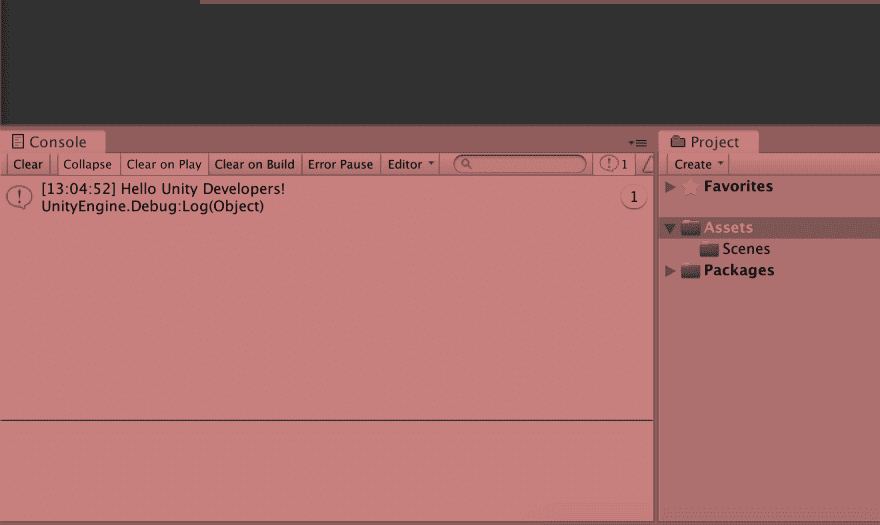 Console
Clear Collapse Clear on Play Clear on Build Error Pause Editor 1
[13:04:52] Hello Unity Developers!
UnityEngine.Debug:Log(Object)
1
Project
Create
Favorites
Assets
Scenes
Packages